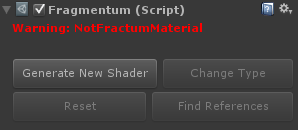 Fragmentum (Script)
Warning: NotFractumMaterial
Generate New Shader
Change Type
Reset
Find References